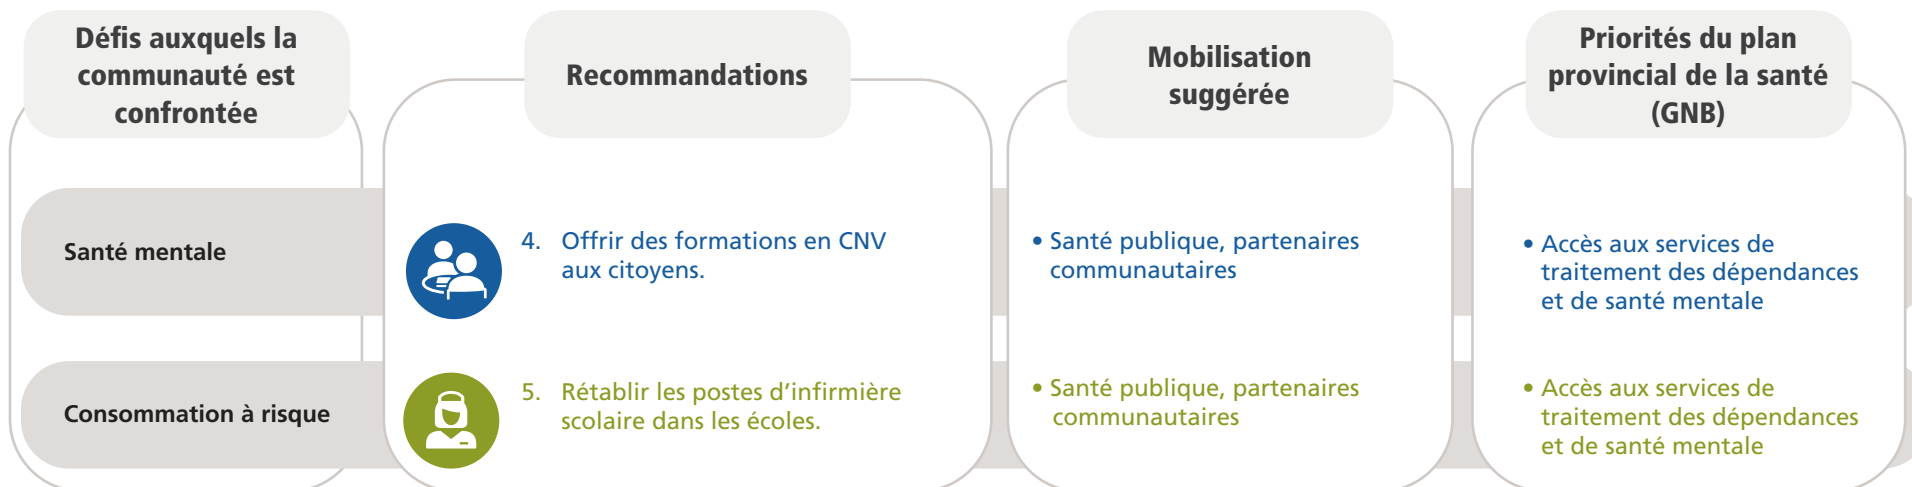 Défis auxquels la
communauté est
confrontée
Recommandations
Mobilisation
suggérée
Priorités du plan
provincial de la santé
(GNB)
Santé mentale
4. Offrir des formations en CNV
aux citoyens.
• Santé publique, partenaires
communautaires
• Accès aux services de
traitement des dépendances
et de santé mentale
Consommation à risque
5. Rétablir les postes d’infirmière
scolaire dans les écoles.
• Santé publique, partenaires
communautaires
• Accès aux services de
traitement des dépendances
et de santé mentale